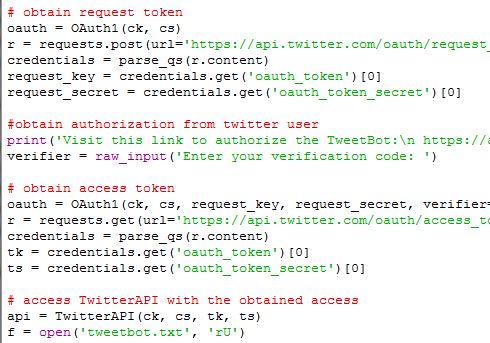 # obtain request token
oauth = OAuth1(ck, cs)
r = requests.post(url='https://api.twitter.com/oauth/request_
credentials = parse_qs(r.content)
request_key = credentials.get('oauth_token')[0]
request_secret = credentials.get('oauth_token_secret')[0]
#obtain authorization from twitter user
print('Visit this link to authorize the TweetBot:\n https://a
verifier = raw_input('Enter your verification code: ')
# obtain access token
oauth = OAuth1(ck, cs, request_key, request_secret, verifier=
r = requests.get(url='https://api.twitter.com/oauth/access_to
credentials = parse_qs(r.content)
tk = credentials.get('oauth_token')[0]
ts = credentials.get('oauth_token_secret')[0]
# access TwitterAPI with the obtained access
api = TwitterAPI(ck, cs, tk, ts)
f = open('tweetbot.txt', 'rU')